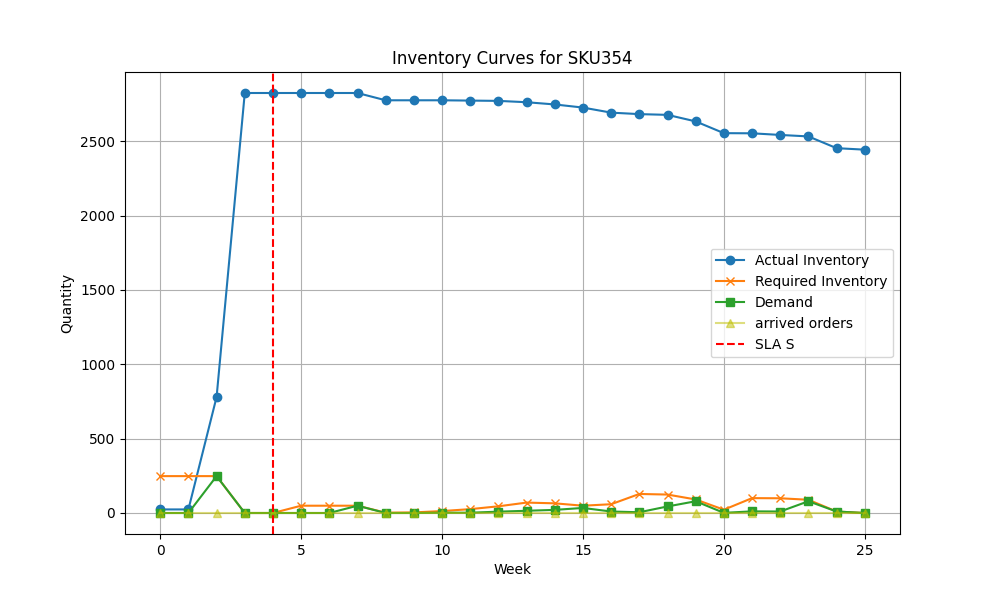 Inventory Curves for SKU354
Quantity
2500
2000
1500
1000
500
0
Actual Inventory
Required Inventory
Demand
arrived orders
SLA S
0 5 10 15 20 25
Week